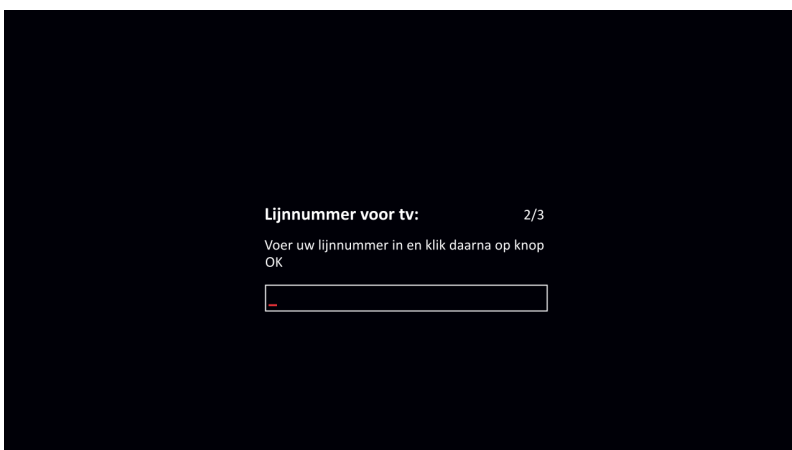 Lijnnummer voor tv: 2/3
Voer uw lijnnummer in en klik daarna op knop
OK